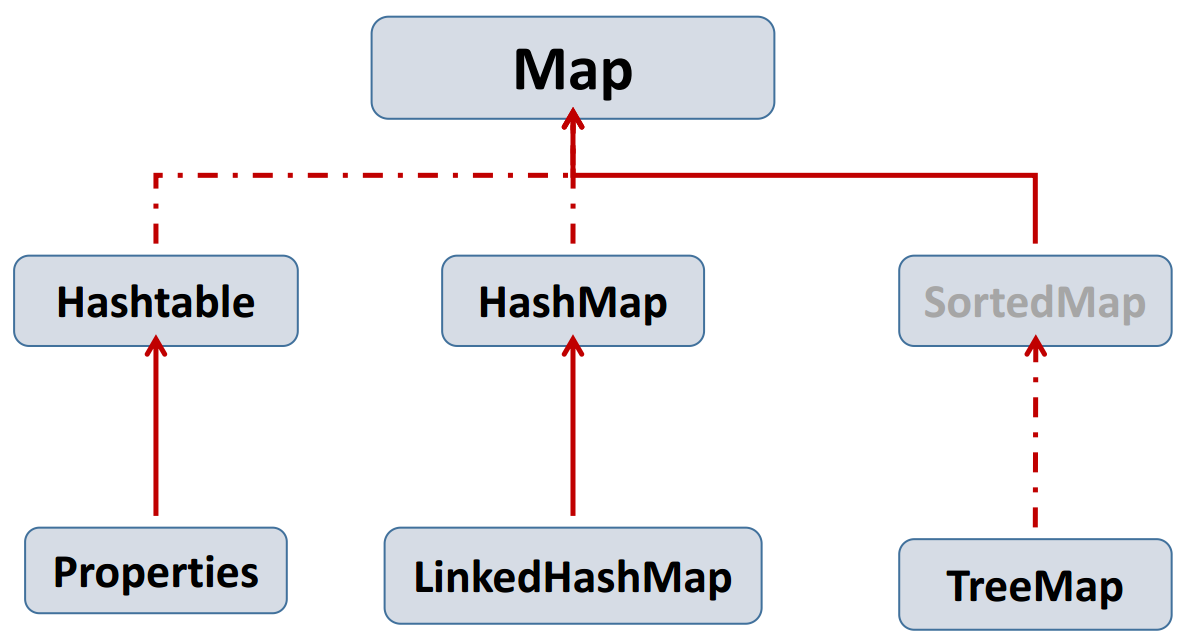 Map
Hashtable
HashMap
SortedMap
Properties
LinkedHashMap
TreeMap